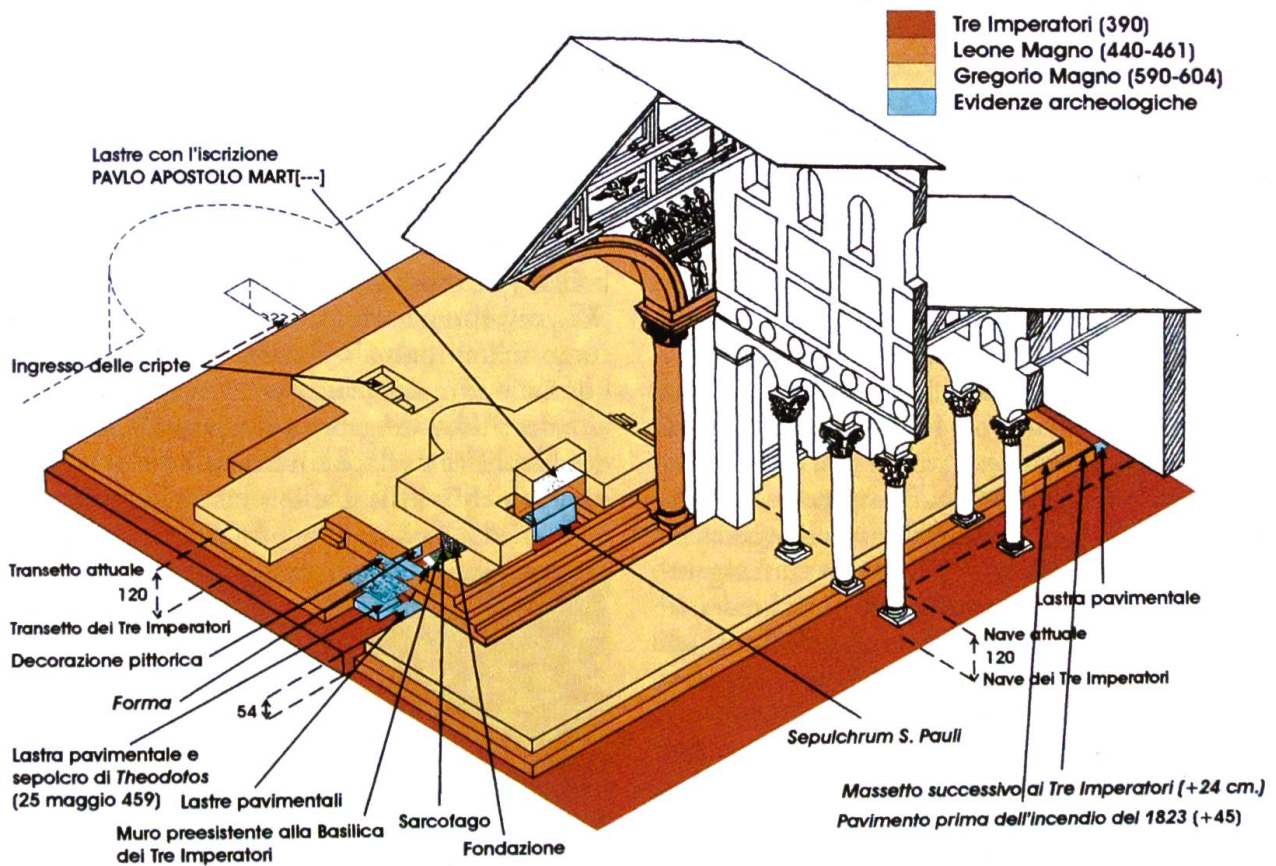 Tre Imperatori (390)
Leone Magno (440-461)
Gregorio Magno (590-604)
Evidenze archeologiche
Lastre con l'iscrizione
PAVLO APOSTOLO MART[---]
Ingresso delle cripte
Transetto attuale
120
Transetto dei Tre Imperatori
Decorazione pittorica
Forma
54
Lastra pavimentale e
sepolcro di Theodotos
(25 maggio 459)
Lastre pavimentali
Muro preesistente alla Basilica
dei Tre Imperatori
Sarcofago
Fondazione
Sepulchrum S. Pauli
Lastra pavimentale
Nave attuale
120
Nave dei Tre Imperatori
Massetto successivo ai Tre Imperatori (+24 cm.)
Pavimento prima dell'incendio del 1823 (+45)